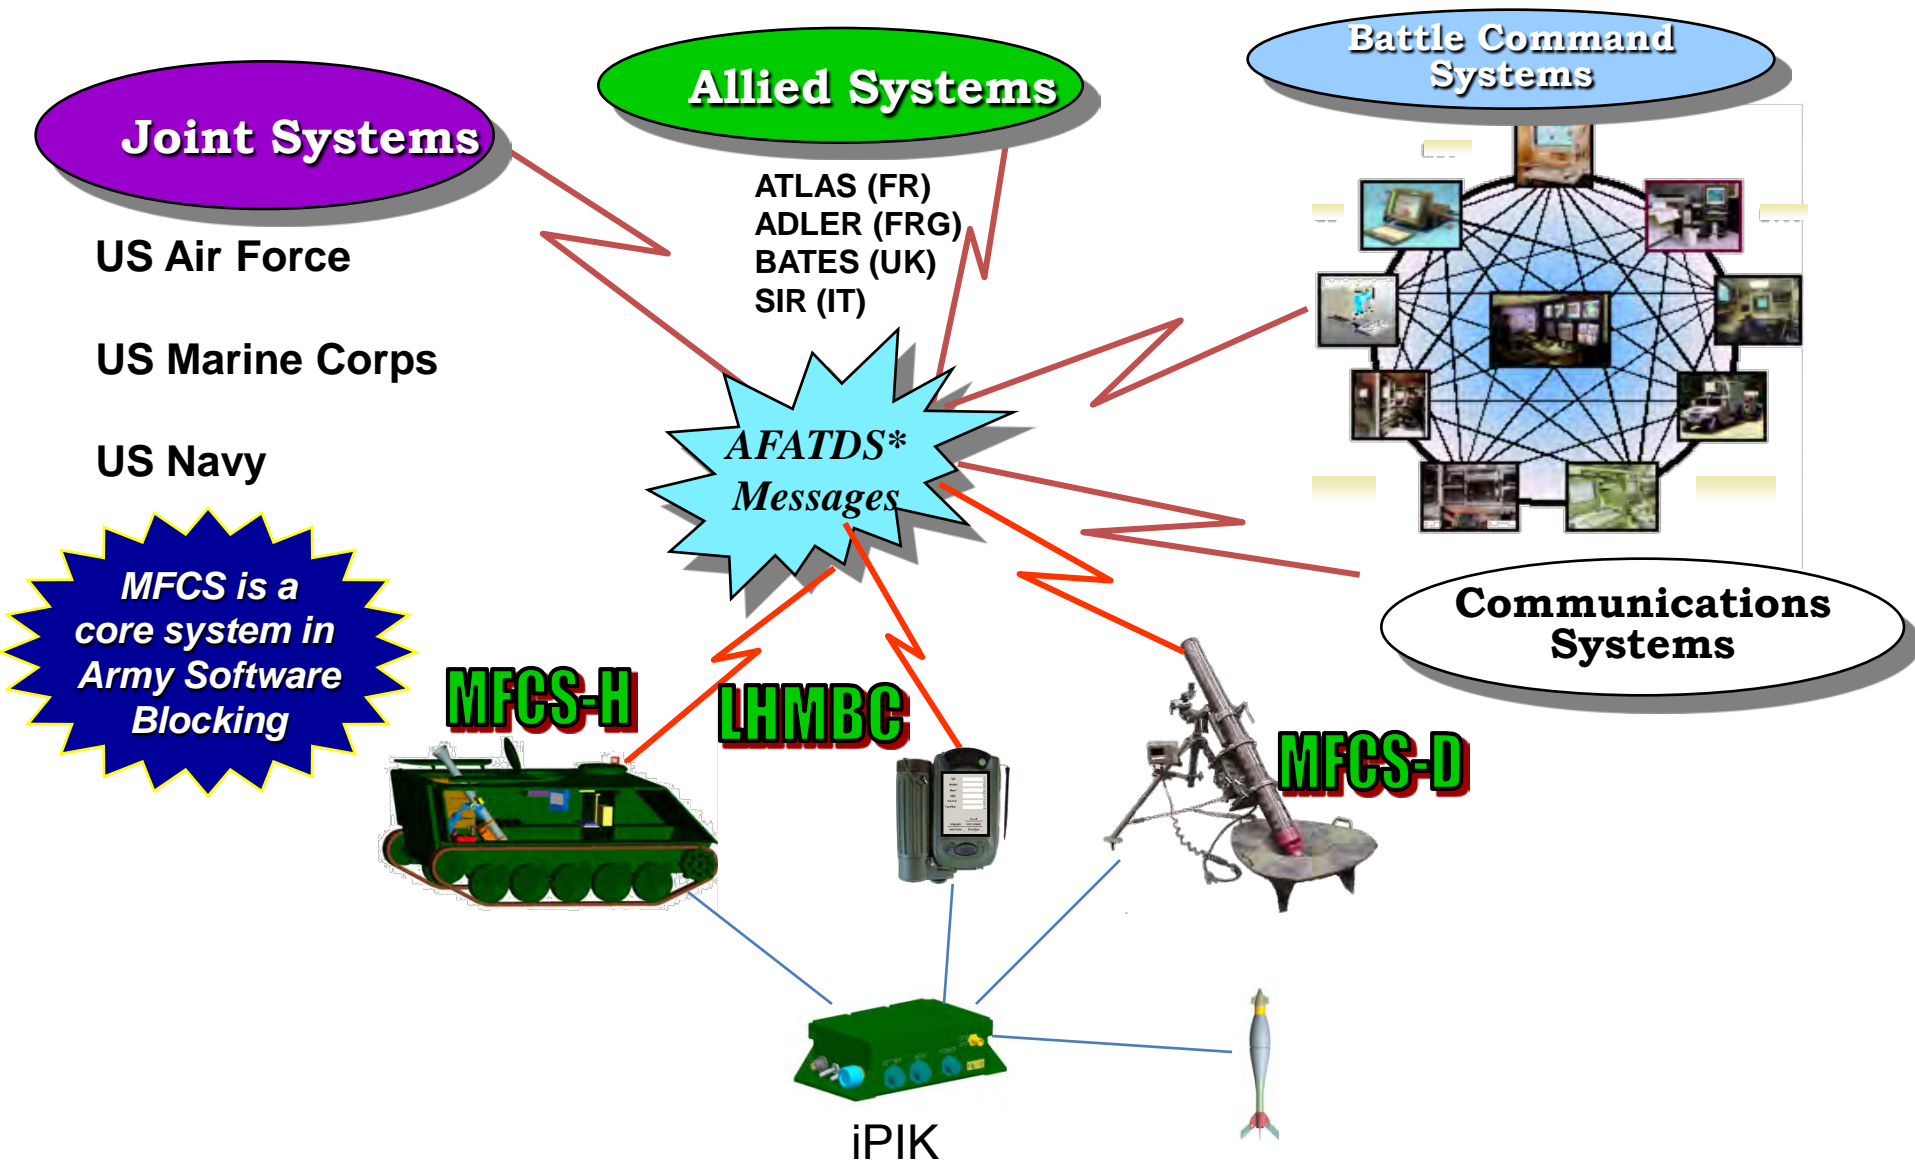 Joint Systems
US Air Force
US Marine Corps
US Navy
Allied Systems
ATLAS (FR)
ADLER (FRG)
BATES (UK)
SIR (IT)
Battle Command
Systems
AFATDS*
Messages
MFCS is a
core system in
Army Software
Blocking
Communications
Systems
MFCS-H
LHMBC
MFCS-D
iPIK